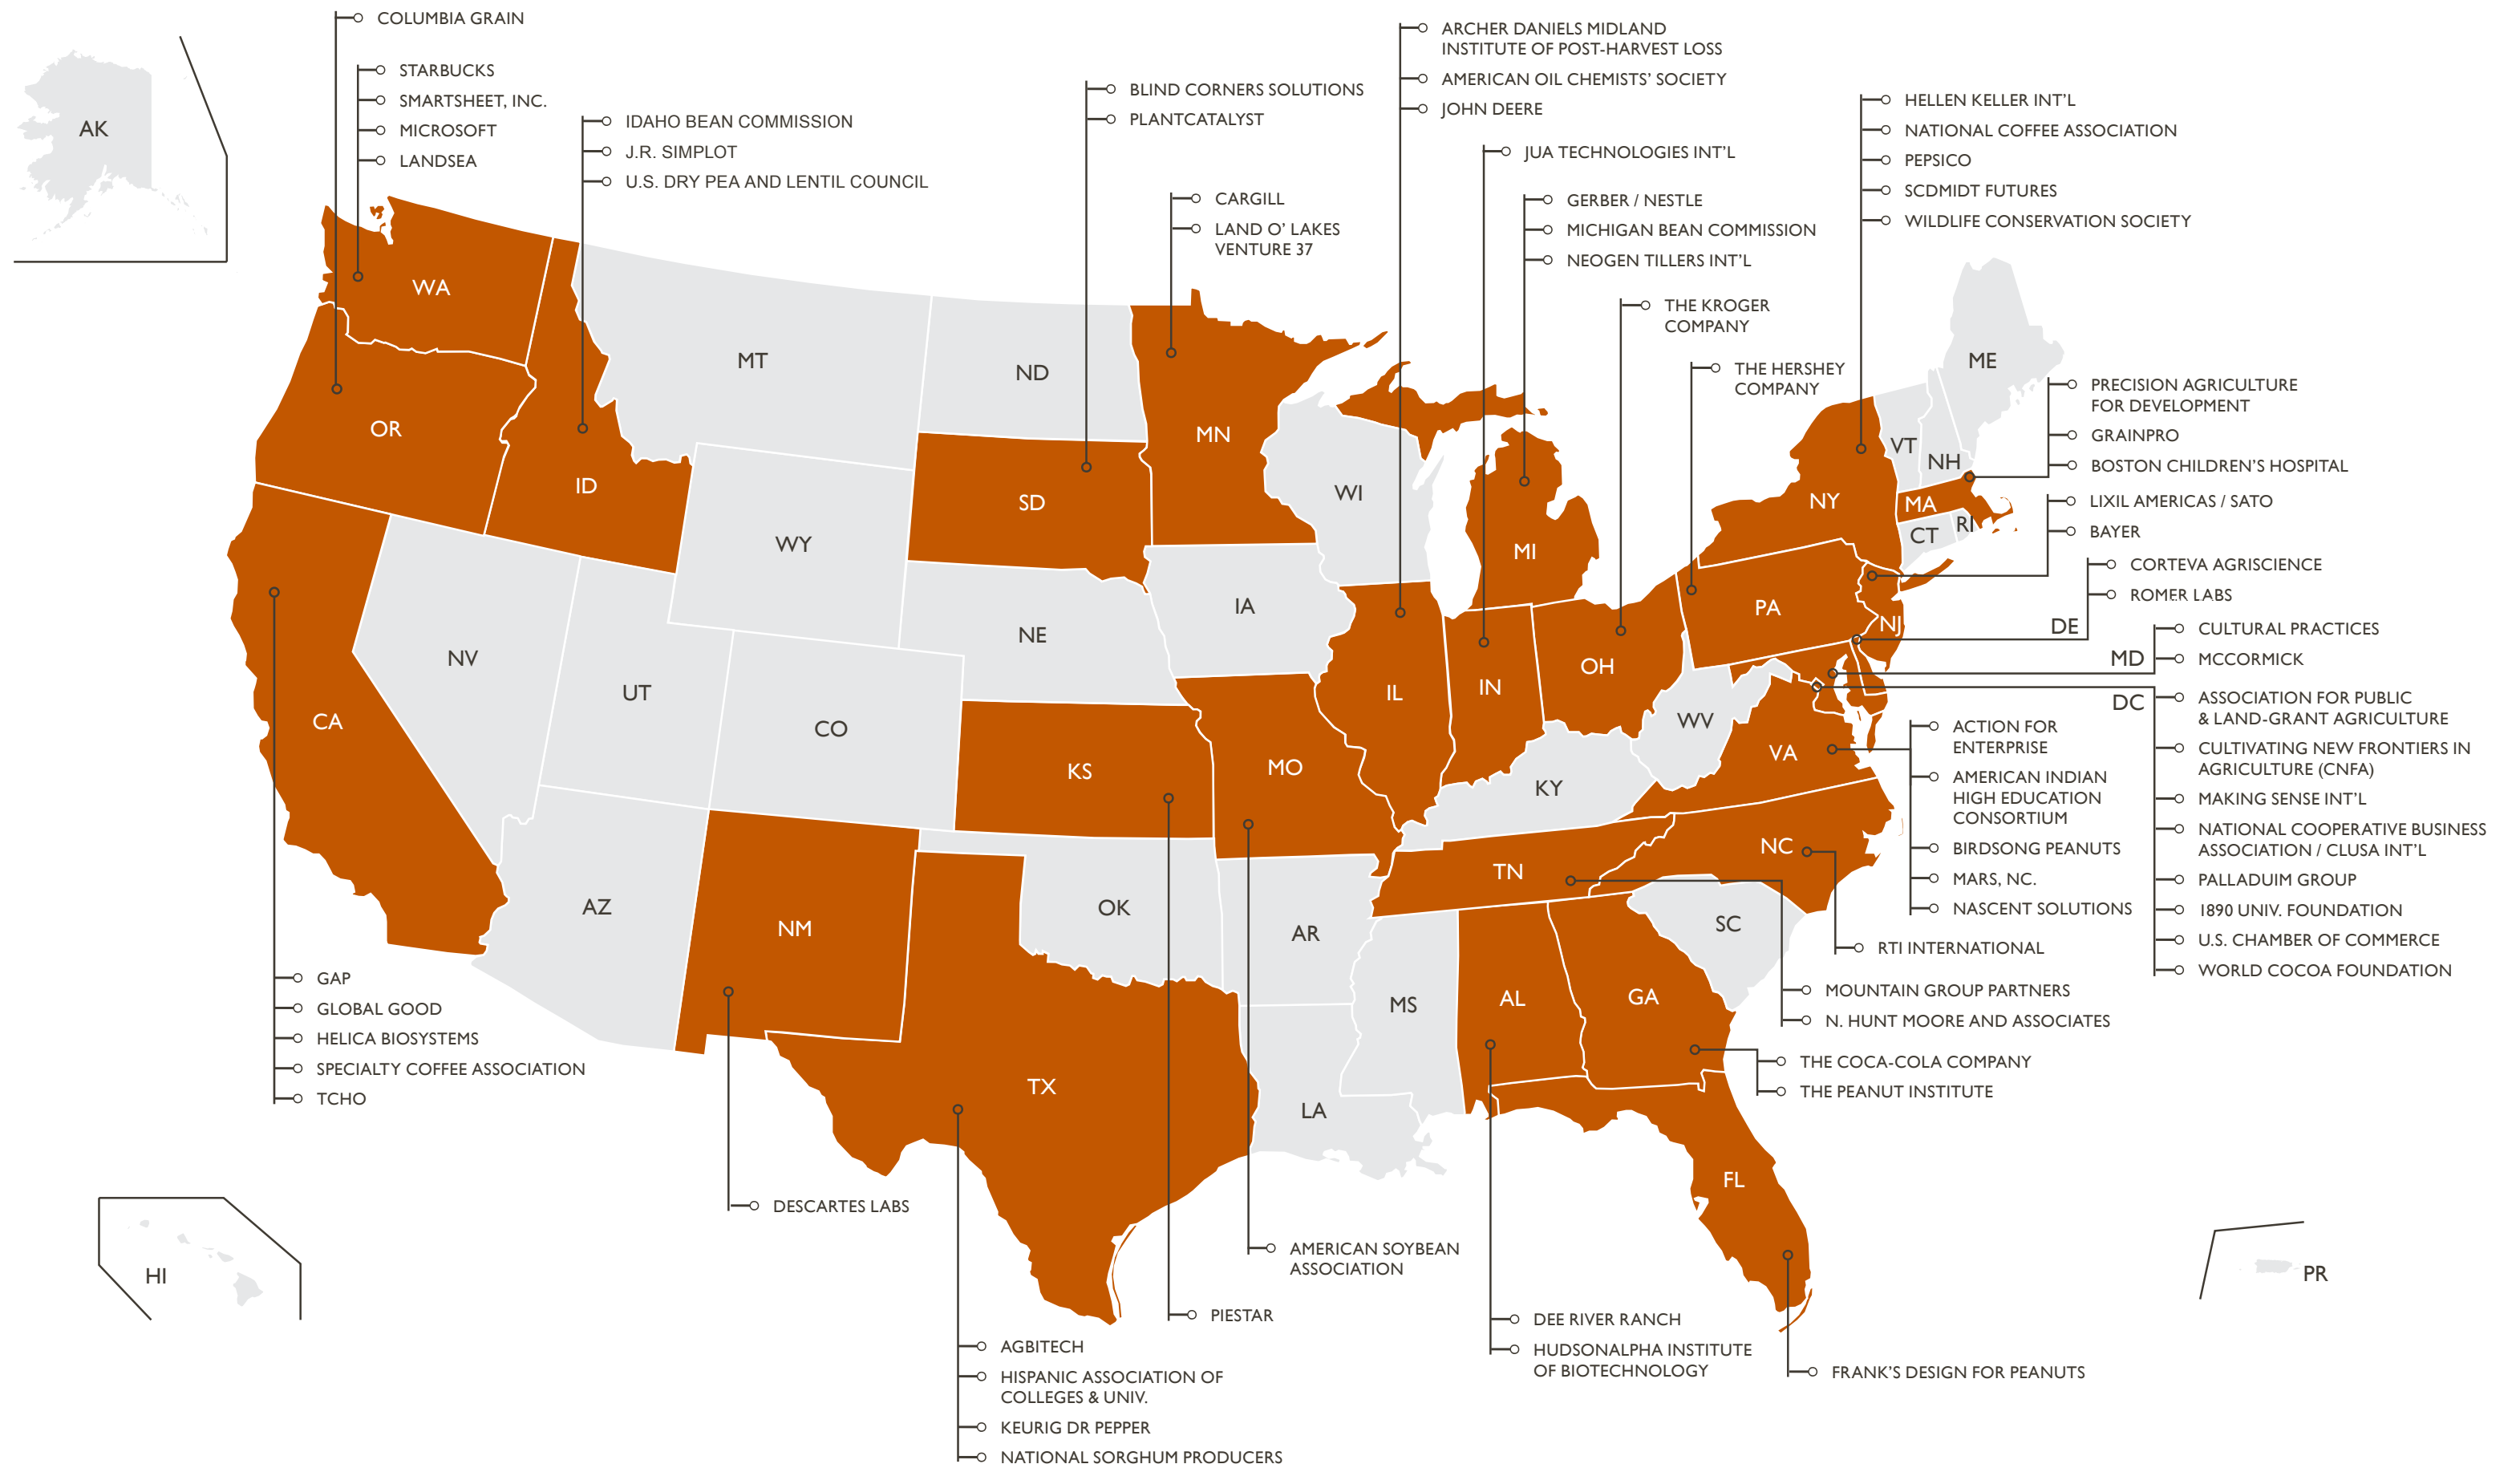 COLUMBIA GRAIN
STARBUCKS
SMARTSHEET, INC.
MICROSOFT
LANDSEA
IDAHO BEAN COMMISSION
J.R. SIMPLOT
U.S. DRY PEA AND LENTIL COUNCIL
BLIND CORNERS SOLUTIONS
PLANTCATALYST
CARGILL
LAND O’ LAKES
VENTURE 37
ARCHER DANIELS MIDLAND
INSTITUTE OF POST-HARVEST LOSS
AMERICAN OIL CHEMISTS’ SOCIETY
JOHN DEERE
JUA TECHNOLOGIES INT’L
GERBER / NESTLE
MICHIGAN BEAN COMMISSION
NEOGEN TILLERS INT’L
THE KROGER
COMPANY
THE HERSHEY
COMPANY
HELLEN KELLER INT’L
NATIONAL COFFEE ASSOCIATION
PEPSICO
SCDMIDT FUTURES
WILDLIFE CONSERVATION SOCIETY
PRECISION AGRICULTURE
FOR DEVELOPMENT
GRAINPRO
BOSTON CHILDREN’S HOSPITAL
LIXIL AMERICAS / SATO
BAYER
DE
CORTEVA AGRISCIENCE
ROMER LABS
MD
CULTURAL PRACTICES
MCCORMICK
DC
ASSOCIATION FOR PUBLIC
& LAND-GRANT AGRICULTURE
CULTIVATING NEW FRONTIERS IN
AGRICULTURE (CNFA)
MAKING SENSE INT’L
NATIONAL COOPERATIVE BUSINESS
ASSOCIATION / CLUSA INT’L
PALLADUIM GROUP
1890 UNIV. FOUNDATION
U.S. CHAMBER OF COMMERCE
WORLD COCOA FOUNDATION
ACTION FOR
ENTERPRISE
AMERICAN INDIAN
HIGH EDUCATION
CONSORTIUM
BIRDSONG PEANUTS
MARS, NC.
NASCENT SOLUTIONS
RTI INTERNATIONAL
MOUNTAIN GROUP PARTNERS
N. HUNT MOORE AND ASSOCIATES
THE COCA-COLA COMPANY
THE PEANUT INSTITUTE
FRANK’S DESIGN FOR PEANUTS
DEE RIVER RANCH
HUDSONALPHA INSTITUTE
OF BIOTECHNOLOGY
AMERICAN SOYBEAN
ASSOCIATION
PIESTAR
AGBITECH
HISPANIC ASSOCIATION OF
COLLEGES & UNIV.
KEURIG DR PEPPER
NATIONAL SORGHUM PRODUCERS
DESCARTES LABS
GAP
GLOBAL GOOD
HELICA BIOSYSTEMS
SPECIALTY COFFEE ASSOCIATION
TCHO
AK
WA
OR
ID
MT
ND
MN
WI
MI
ME
VT
NH
NY
MA
CT
RI
SD
WY
NE
IA
IL
IN
OH
PA
NJ
CA
NV
UT
CO
KS
MO
KY
WV
VA
NC
TN
SC
AZ
NM
OK
AR
MS
AL
GA
TX
LA
FL
HI
PR